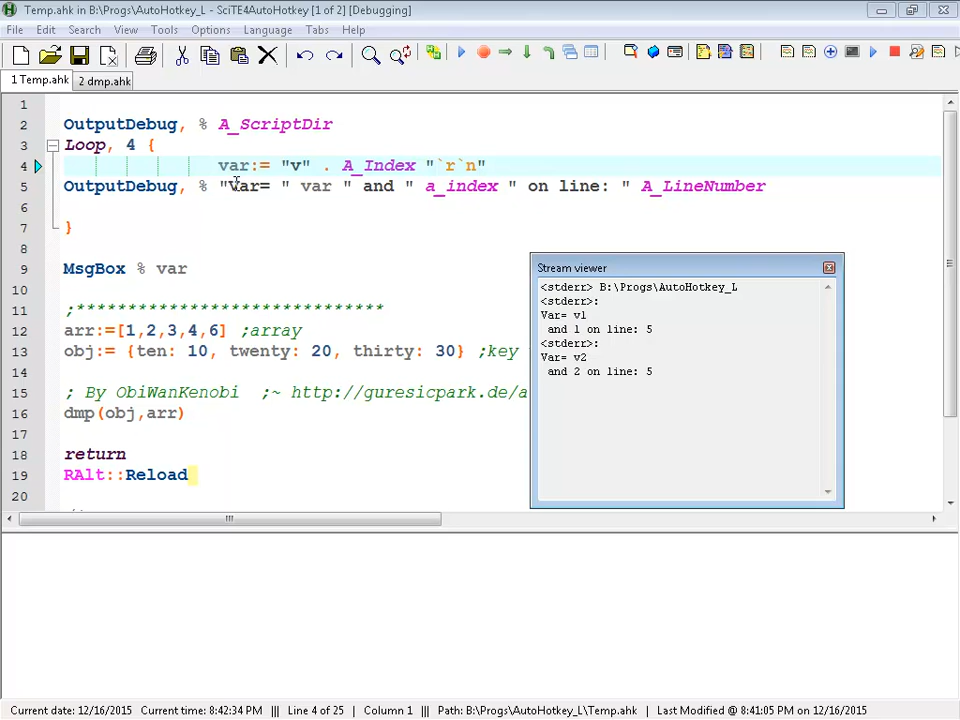 Temp.ahk in B:\Progs\AutoHotkey_L - SciTE4AutoHotkey [1 of 2] [Debugging]
File Edit Search View Tools Options Language Tabs Help
1 Temp.ahk 2 dmp.ahk
1
2 OutputDebug, % A_ScriptDir
3 Loop, 4 {
4 var:= "v" . A_Index "`r`n"
5 OutputDebug, % "Var= " var " and " a_index " on line: " A_LineNumber
6
7 }
8
9 MsgBox % var
10
11 ;*****************************
12 arr:=[1,2,3,4,6] ;array
13 obj:= {ten: 10, twenty: 20, thirty: 30} ;key
14
15 ; By ObiWanKenobi ;~ http://guresicpark.de/a
16 dmp(obj,arr)
17
18 return
19 RAlt::Reload
20
Stream viewer
<stderr> B:\Progs\AutoHotkey_L
<stderr>:
Var= v1
and 1 on line: 5
<stderr>:
Var= v2
and 2 on line: 5
Current date: 12/16/2015 Current time: 8:42:34 PM ||| Line 4 of 25 ||| Column 1 ||| Path: B:\Progs\AutoHotkey_L\Temp.ahk ||| Last Modified @ 8:41:05 PM on 12/16/2015